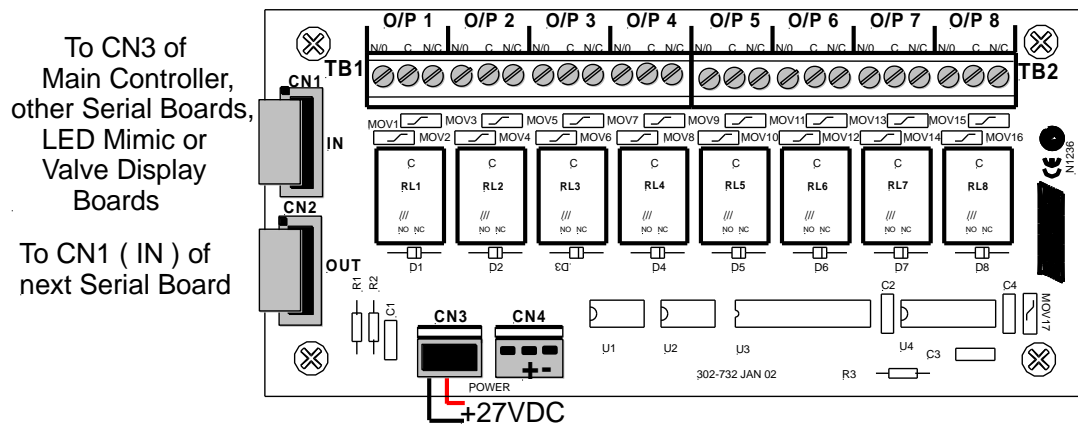 O/P 1 O/P 2 O/P 3 O/P 4 O/P 5 O/P 6 O/P 7 O/P 8
N/0 C N/C N/0 C N/C N/0 C N/C N/0 C N/C N/0 C N/C N/0 C N/C N/0 C N/C N/0 C N/C
TB1 TB2
To CN3 of
Main Controller,
other Serial Boards,
LED Mimic or
Valve Display
Boards
CN1
IN
To CN1 ( IN ) of
next Serial Board
CN2
OUT
MOV1 MOV3 MOV5 MOV7 MOV9 MOV11 MOV13 MOV15
MOV2 MOV4 MOV6 MOV8 MOV10 MOV12 MOV14 MOV16
C C C C C C C C
RL1 RL2 RL3 RL4 RL5 RL6 RL7 RL8
NO NC NO NC NO NC NO NC NO NC NO NC NO NC NO NC
D1 D2 D3 D4 D5 D6 D7 D8
N1236
R1 R2 C1
CN3 CN4
+ -
POWER
+27VDC
U1 U2 U3 C2 U4 C4 MOV17
C3
302-732 JAN 02
R3